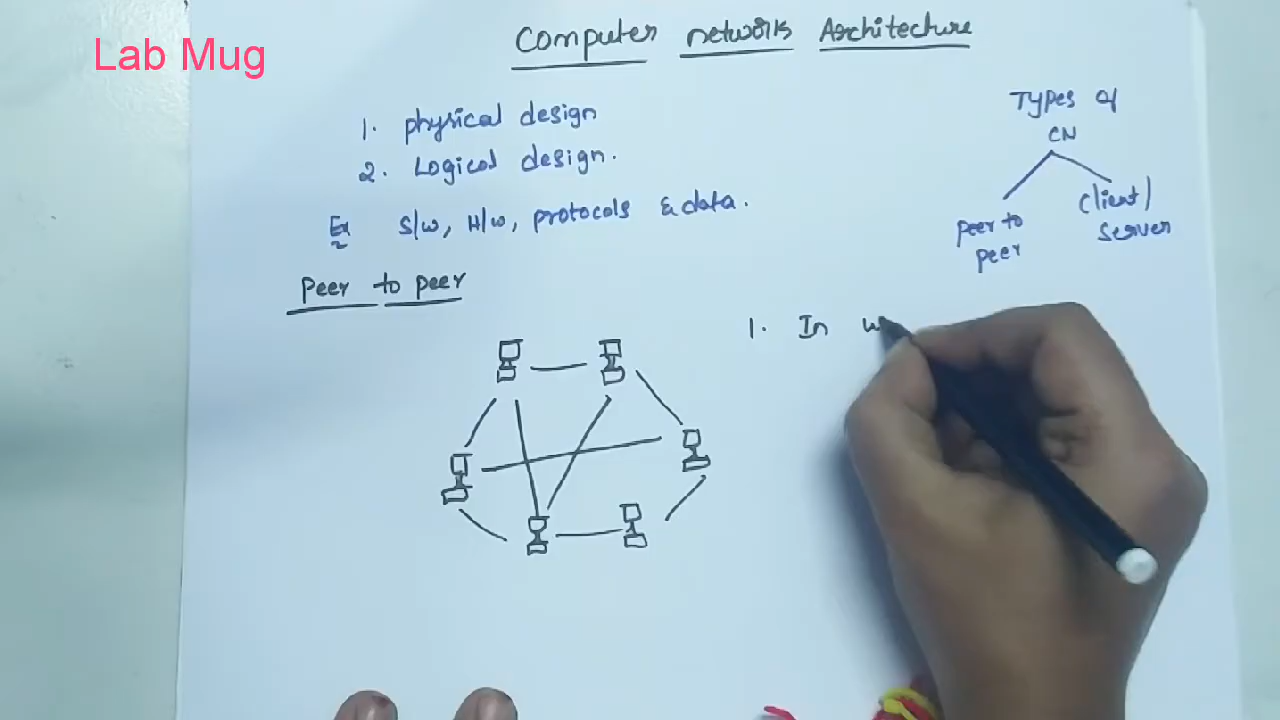 Lab Mug
Computer networks Architecture
1. physical design
2. Logical design.
Ex S/w, H/w, protocols & data.
Types of
CN
peer to
peer
client/
server
Peer to peer
1. In w